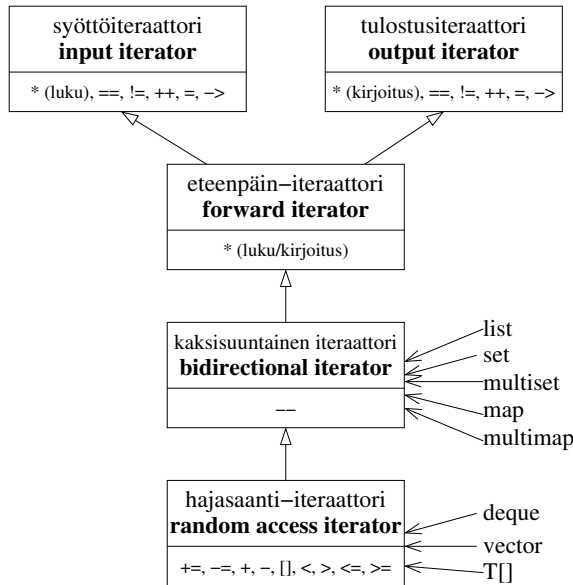 syöttöiteraattori
input iterator
* (luku), ==, !=, ++, =, −>
tulostusiteraattori
output iterator
* (kirjoitus), ==, !=, ++, =, −>
eteenpäin−iteraattori
forward iterator
* (luku/kirjoitus)
kaksisuuntainen iteraattori
bidirectional iterator
−−
list
set
multiset
map
multimap
hajasaanti−iteraattori
random access iterator
+=, −=, +, −, [], <, >, <=, >=
deque
vector
T[]